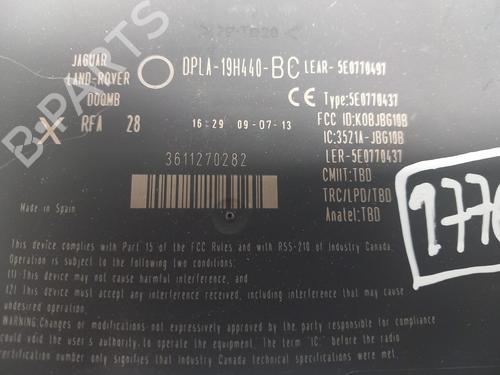 B-PARTS
JAGUAR
LAND-ROVER
DPLA-19H440-BC LEAR-5E0770497
DOOMB
CE Type:5E0770437
X RFA 28
16:29 09-07-13
FCC ID:KOBJBG10B
IC:3521A-JBG10B
LER-5E0770437
3611270282
CMIIT:TBD
TRC/LPD/TBD
Anatel:TBD
Made in Spain
This device complies with Part 15 of the FCC Rules and with RSS-210 of Industry Canada.
Operation is subject to the following two conditions:
(1) This device may not cause harmful interference, and
(2) This device must accept any interference received, including interference that may cause
undesired operation.
WARNING:Changes or modifications not expressively approved by the party responsible for compliance
could void the user's authority to operate the equipment. The term "IC:" before the radio
certification number only signifies that Industry Canada technical specifications were met.